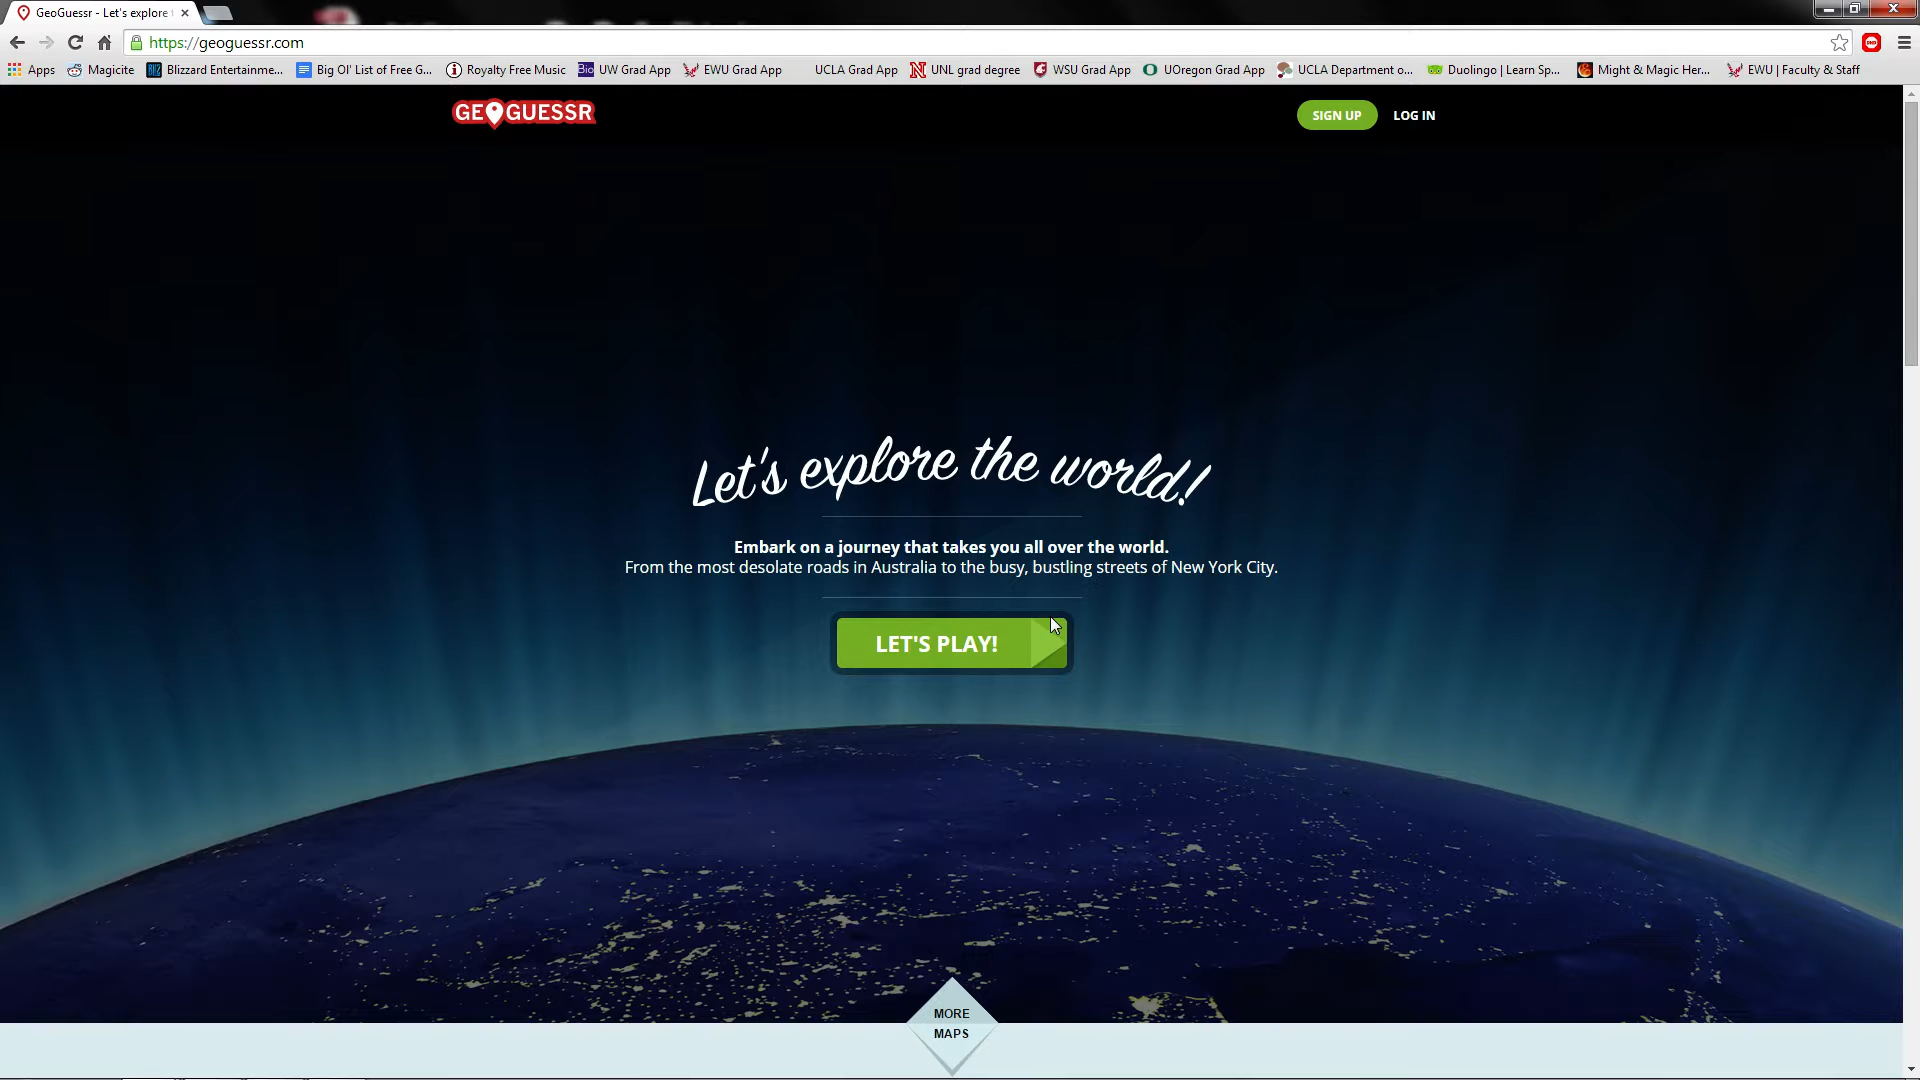 GeoGuessr - Let's explore t
https://geoguessr.com
Apps Magicite Blizzard Entertainme... Big Ol' List of Free G... Royalty Free Music UW Grad App EWU Grad App UCLA Grad App UNL grad degree WSU Grad App UOregon Grad App UCLA Department o... Duolingo | Learn Sp... Might & Magic Her... EWU | Faculty & Staff
GEOGUESSR SIGN UP LOG IN
Let's explore the world!
Embark on a journey that takes you all over the world.
From the most desolate roads in Australia to the busy, bustling streets of New York City.
LET'S PLAY!
MORE
MAPS